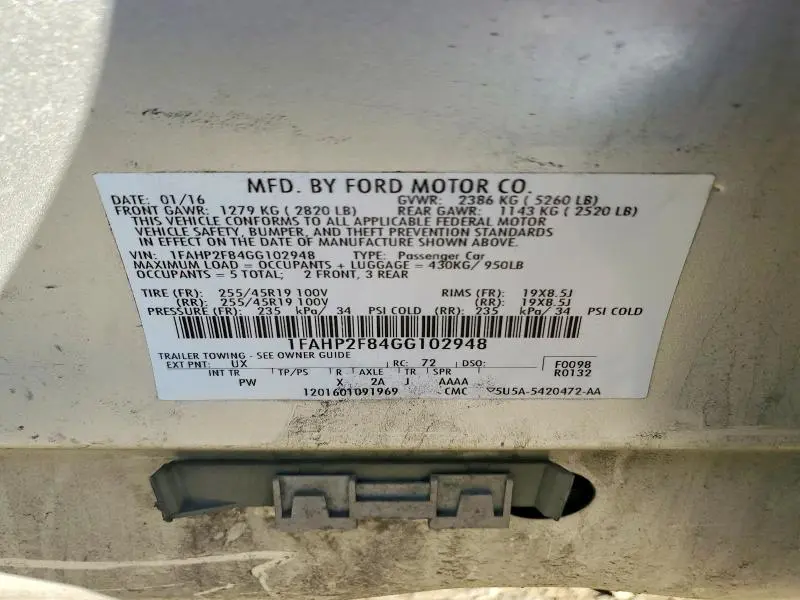 MFD. BY FORD MOTOR CO.
DATE: 01/16 GVWR: 2386 KG ( 5260 LB)
FRONT GAWR: 1279 KG ( 2820 LB) REAR GAWR: 1143 KG ( 2520 LB)
THIS VEHICLE CONFORMS TO ALL APPLICABLE FEDERAL MOTOR
VEHICLE SAFETY, BUMPER, AND THEFT PREVENTION STANDARDS
IN EFFECT ON THE DATE OF MANUFACTURE SHOWN ABOVE.
VIN: 1FAHP2F84GG102948 TYPE: Passenger Car
MAXIMUM LOAD = OCCUPANTS + LUGGAGE = 430KG/ 950LB
OCCUPANTS = 5 TOTAL; 2 FRONT, 3 REAR
TIRE (FR): 255/45R19 100V RIMS (FR): 19X8.5J
(RR): 255/45R19 100V (RR): 19X8.5J
PRESSURE (FR): 235 kPa/ 34 PSI COLD (RR): 235 kPa/ 34 PSI COLD
1FAHP2F84GG102948
TRAILER TOWING - SEE OWNER GUIDE
EXT PNT: UX RC: 72 DSO: F0098
INT TR TP/PS R AXLE TR SPR R0132
PW X 2A J AAAA
1201601091969 CMC 5U5A-5420472-AA